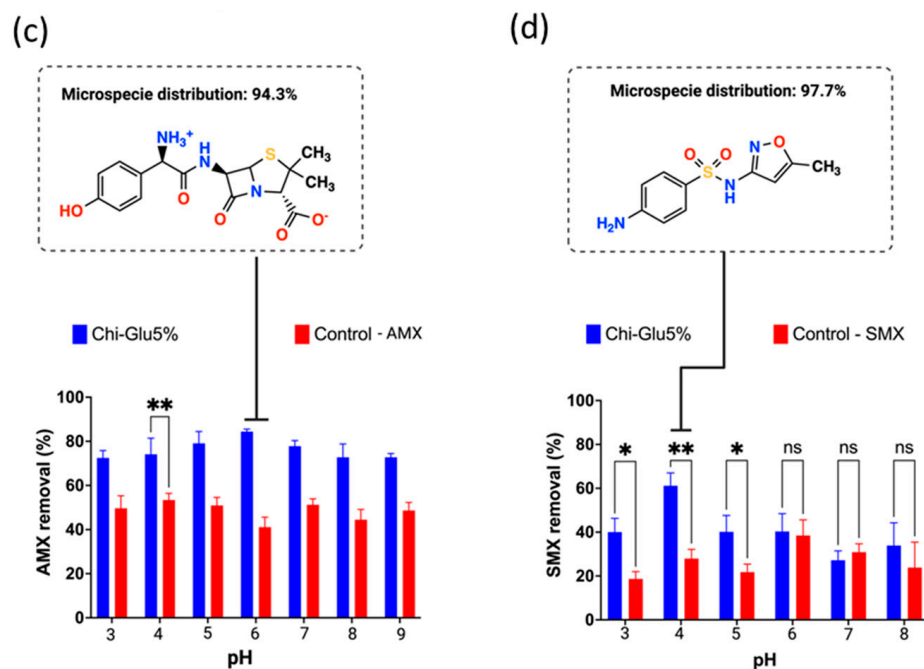 (c)
Microspecie distribution: 94.3%
NH3+
H
N
S
CH3
CH3
N
O
O
HO
O
O-
Chi-Glu5%
Control - AMX
**
AMX removal (%)
100
80
60
40
20
0
3 4 5 6 7 8 9
pH
(d)
Microspecie distribution: 97.7%
O O
S
N O
CH3
NH
H2N
Chi-Glu5%
Control - SMX
* ** * ns ns ns
SMX removal (%)
100
80
60
40
20
0
3 4 5 6 7 8
pH